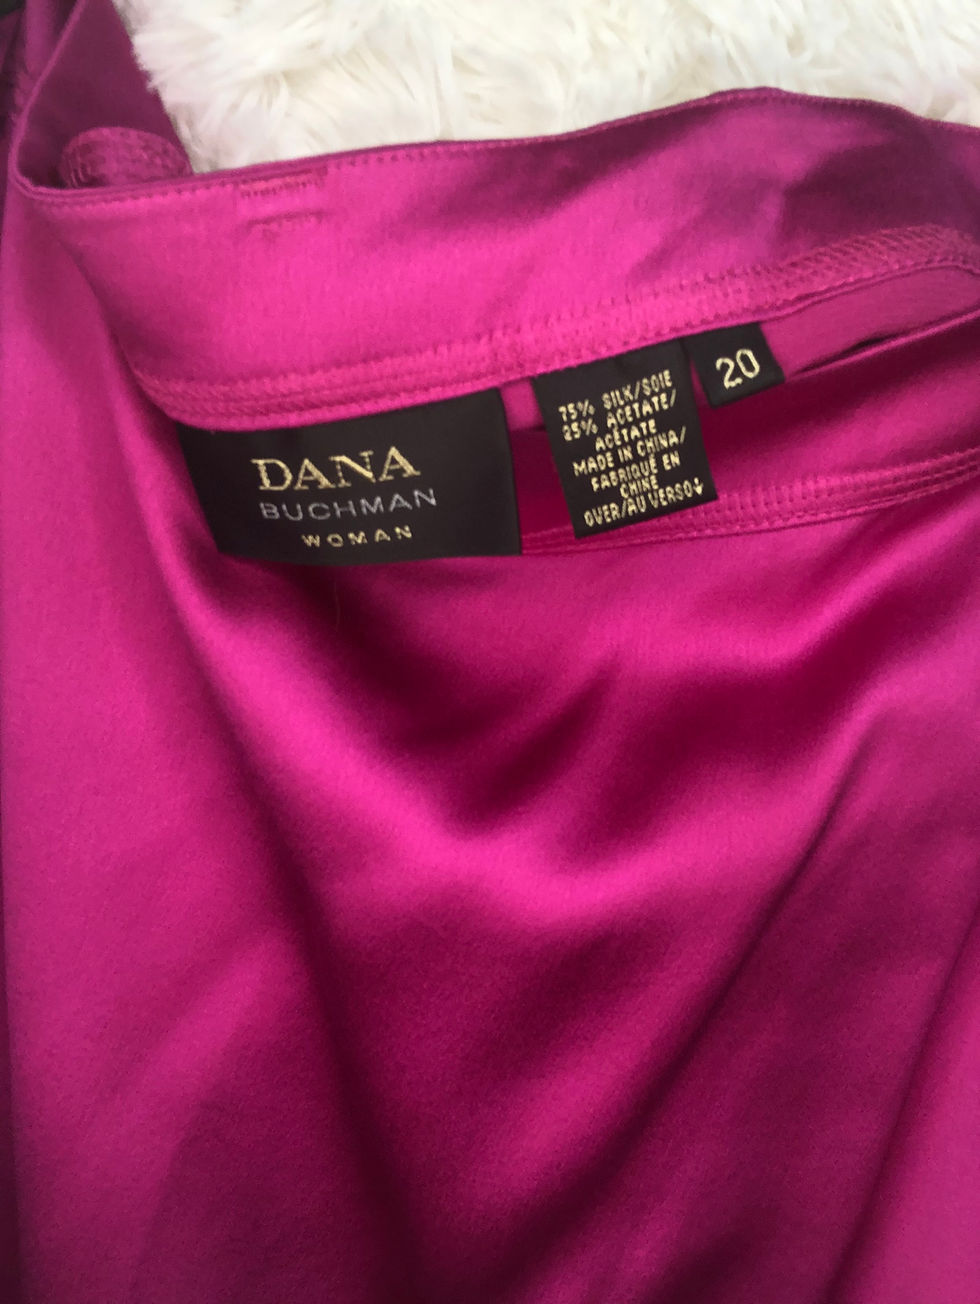 DANA
BUCHMAN
WOMAN
75% SILK/SOIE
25% ACETATE/
ACÉTATE
MADE IN CHINA/
FABRIQUÉ EN
CHINE
OVER/AU VERSO↓
20